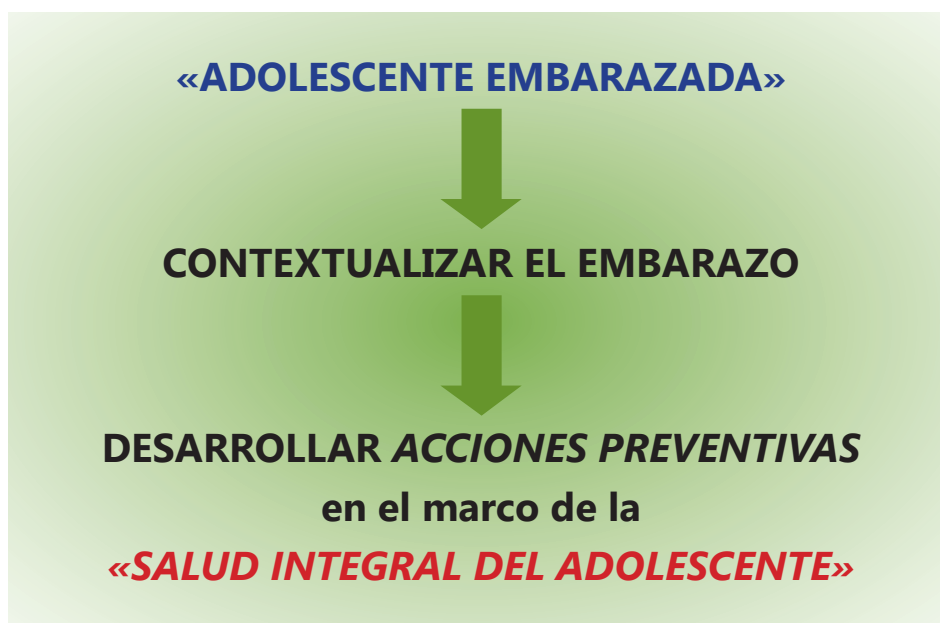 «ADOLESCENTE EMBARAZADA»
CONTEXTUALIZAR EL EMBARAZO
DESARROLLAR ACCIONES PREVENTIVAS
en el marco de la
«SALUD INTEGRAL DEL ADOLESCENTE»